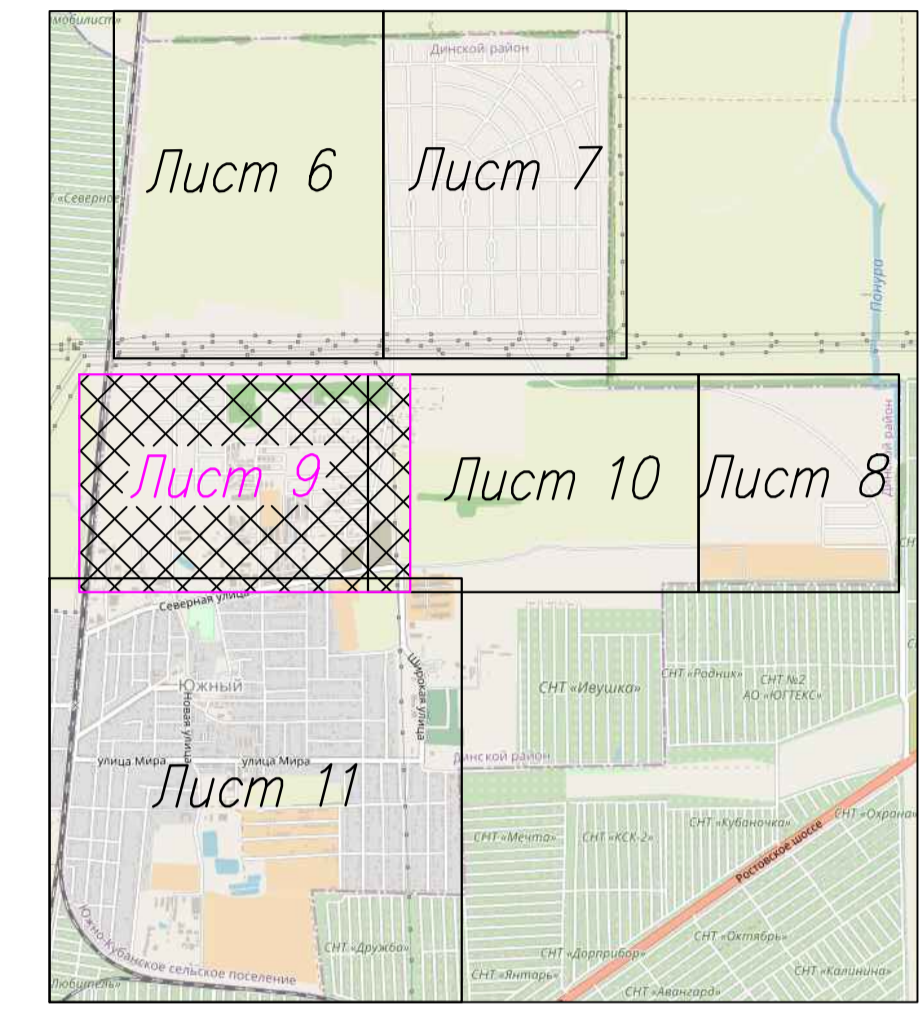 мобилист»
Динской район
Лист 6
Лист 7
«Северное
Панура
Лист 9
Лист 10
Лист 8
Динской район
СНТ
Северная улица
Южный
Новая улица
Широкая улица
СНТ «Ивушка»
СНТ «Родник»
СНТ №2
АО «ЮГТЕКС»
улица Мира
улица Мира
Динской район
Лист 11
СНТ «Мечта»
СНТ «КСК-2»
СНТ «Кубаночка»
СНТ «Охрана»
Ростовское шоссе
Южно-Кубанское сельское поселение
СНТ «Дружба»
СНТ «Дорприбор»
СНТ «Октябрь»
СНТ «Янтарь»
СНТ «Авангард»
СНТ «Калинина»
Любитель»